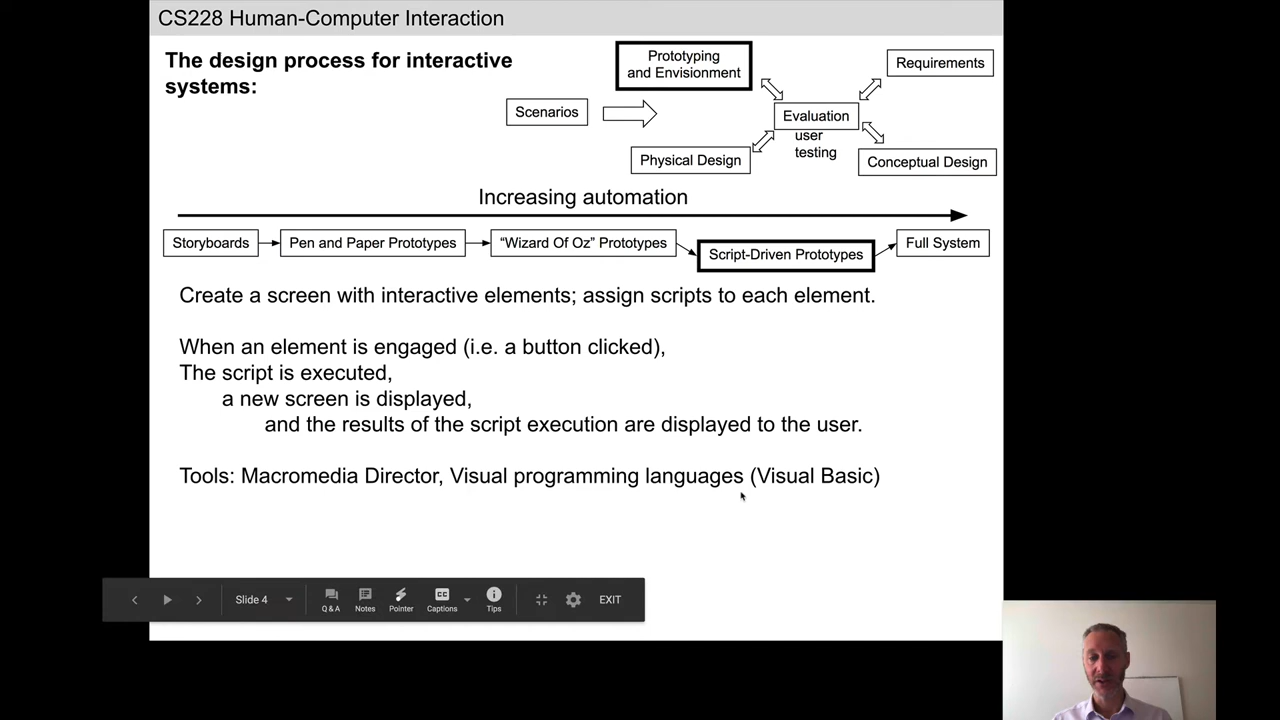 CS228 Human-Computer Interaction
The design process for interactive
systems:
Prototyping
and Envisionment
Requirements
Scenarios
Evaluation
user
testing
Physical Design
Conceptual Design
Increasing automation
Storyboards
Pen and Paper Prototypes
“Wizard Of Oz” Prototypes
Script-Driven Prototypes
Full System
Create a screen with interactive elements; assign scripts to each element.
When an element is engaged (i.e. a button clicked),
The script is executed,
a new screen is displayed,
and the results of the script execution are displayed to the user.
Tools: Macromedia Director, Visual programming languages (Visual Basic)
Slide 4
Q & A
Notes
Pointer
CC
Captions
Tips
EXIT